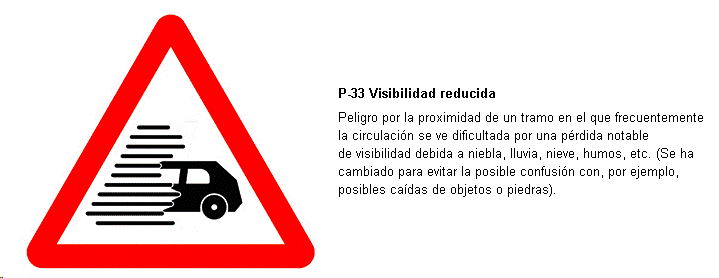 P-33 Visibilidad reducida
Peligro por la proximidad de un tramo en el que frecuentemente
la circulación se ve dificultada por una pérdida notable
de visibilidad debida a niebla, lluvia, nieve, humos, etc. (Se ha
cambiado para evitar la posible confusión con, por ejemplo,
posibles caídas de objetos o piedras).